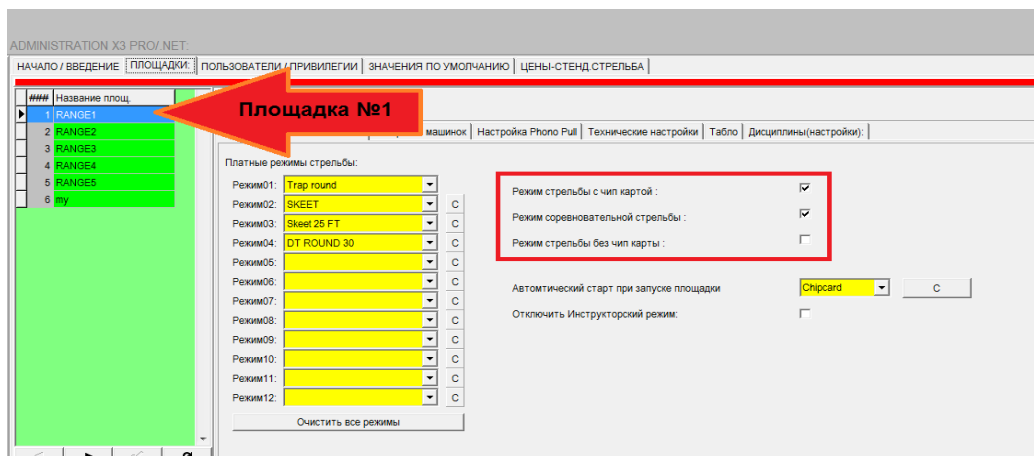 ADMINISTRATION X3 PRO/.NET:
НАЧАЛО / ВВЕДЕНИЕ ПЛОЩАДКИ: ПОЛЬЗОВАТЕЛИ / ПРИВИЛЕГИИ ЗНАЧЕНИЯ ПО УМОЛЧАНИЮ ЦЕНЫ-СТЕНД.СТРЕЛЬБА
### Название площ.
1 RANGE1
2 RANGE2
3 RANGE3
4 RANGE4
5 RANGE5
6 my
Площадка №1
машинок Настройка Phono Pull Технические настройки Табло Дисциплины(настройки):
Платные режимы стрельбы:
Режим01: Trap round
Режим02: SKEET C
Режим03: Skeet 25 FT C
Режим04: DT ROUND 30 C
Режим05: C
Режим06: C
Режим07: C
Режим08: C
Режим09: C
Режим10: C
Режим11: C
Режим12: C
Очистить все режимы
Режим стрельбы с чип картой :
Режим соревновательной стрельбы :
Режим стрельбы без чип карты :
Автомтический старт при запуске площадки Chipcard C
Отключить Инструкторский режим: